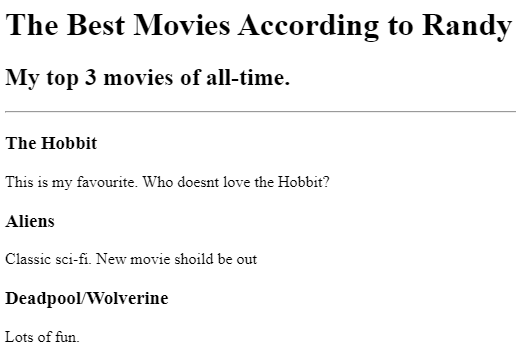 The Best Movies According to Randy
My top 3 movies of all-time.
The Hobbit
This is my favourite. Who doesnt love the Hobbit?
Aliens
Classic sci-fi. New movie shoild be out
Deadpool/Wolverine
Lots of fun.